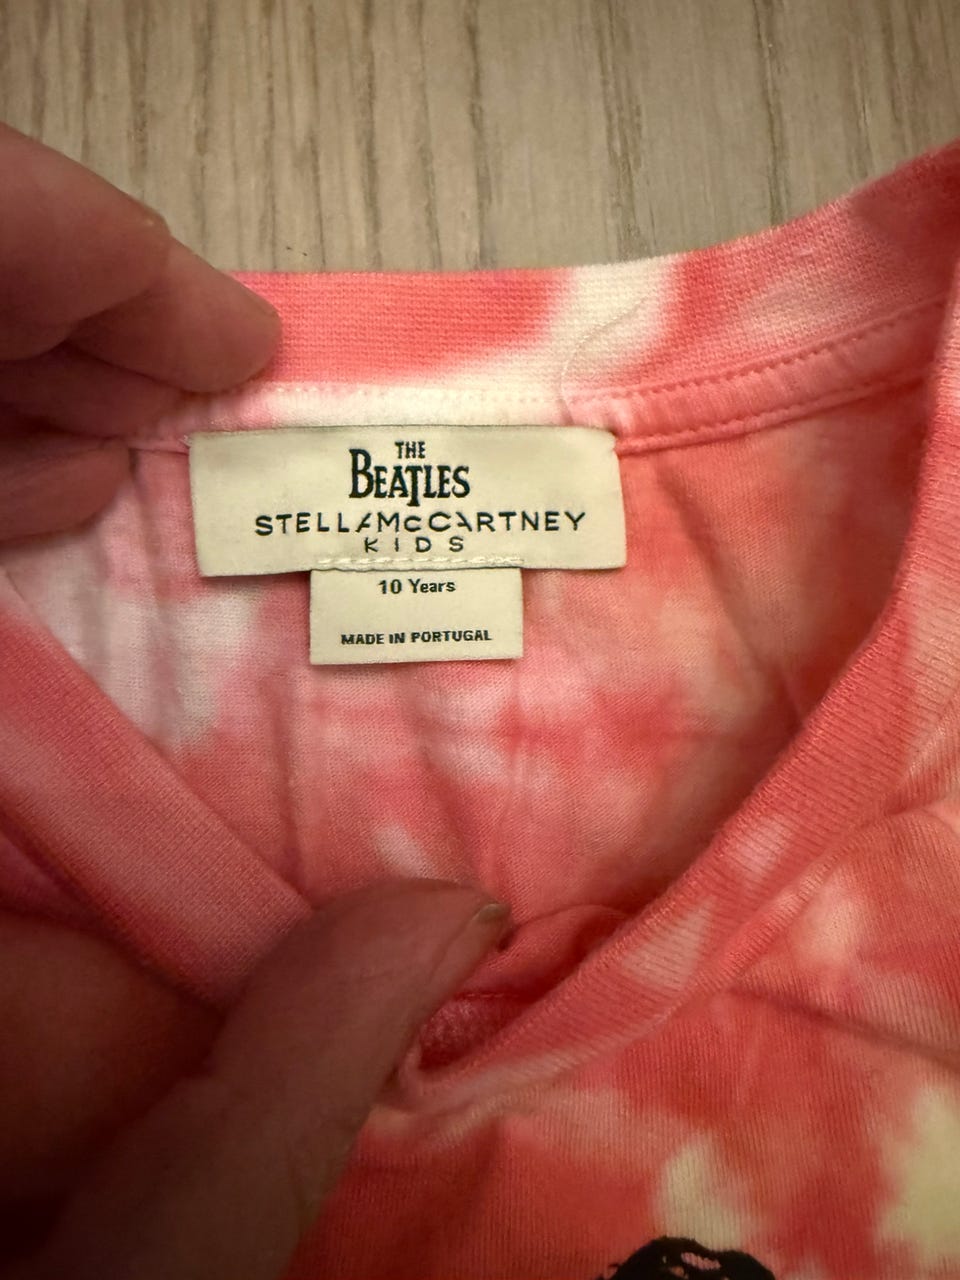 THE
BEATLES
STELLAMcCARTNEY
KIDS
10 Years
MADE IN PORTUGAL